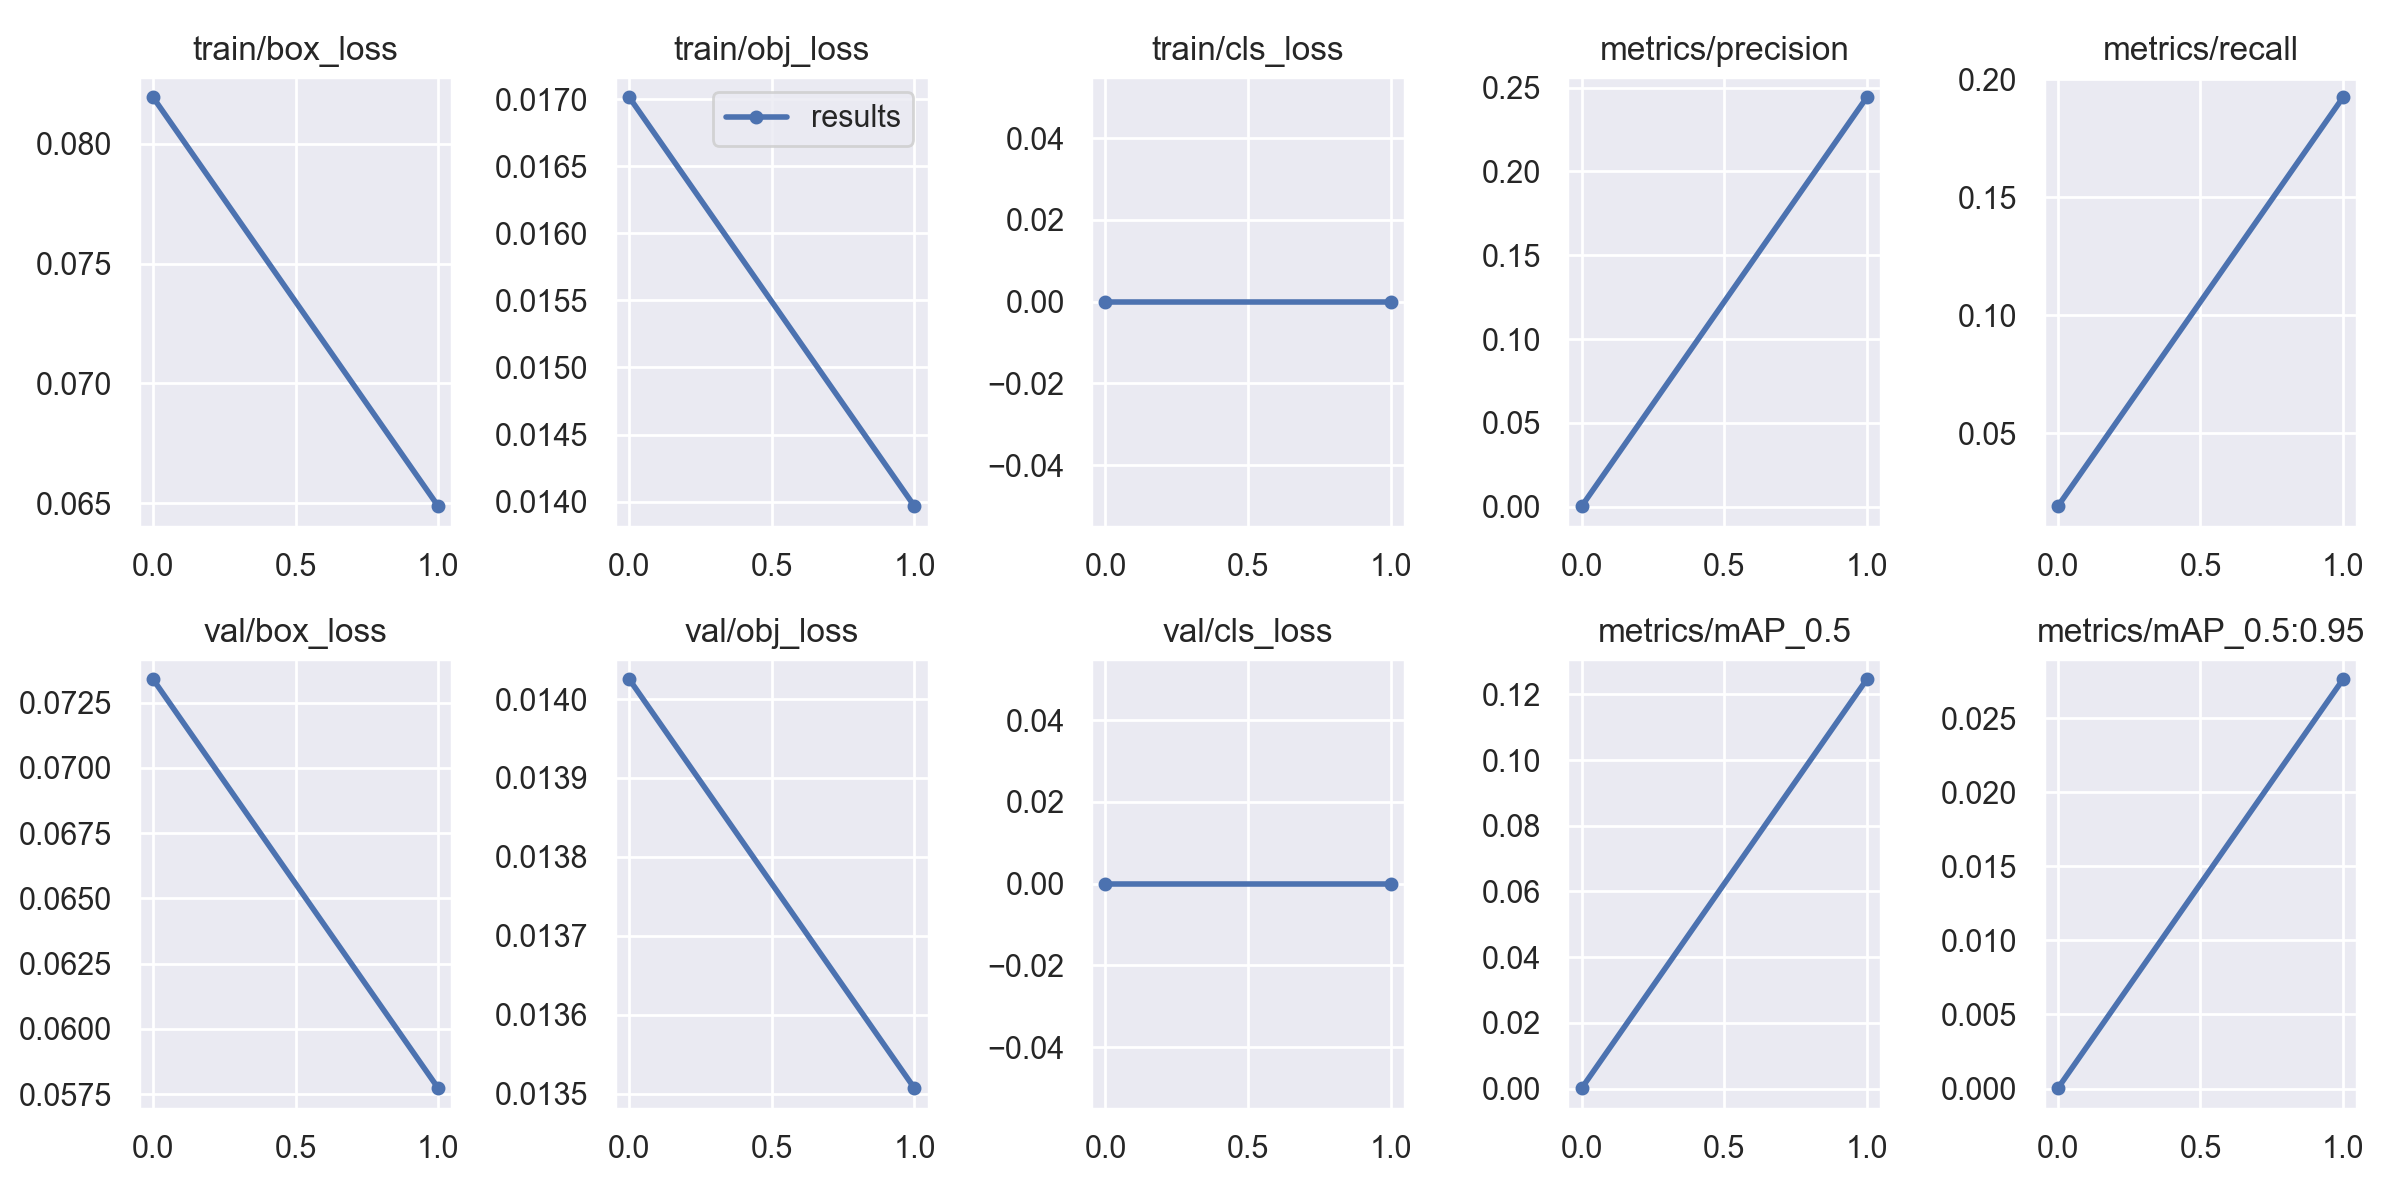 train/box_loss
0.080
0.075
0.070
0.065
0.0 0.5 1.0
train/obj_loss
results
0.0170
0.0165
0.0160
0.0155
0.0150
0.0145
0.0140
0.0 0.5 1.0
train/cls_loss
0.04
0.02
0.00
−0.02
−0.04
0.0 0.5 1.0
metrics/precision
0.25
0.20
0.15
0.10
0.05
0.00
0.0 0.5 1.0
metrics/recall
0.20
0.15
0.10
0.05
0.0 0.5 1.0
val/box_loss
0.0725
0.0700
0.0675
0.0650
0.0625
0.0600
0.0575
0.0 0.5 1.0
val/obj_loss
0.0140
0.0139
0.0138
0.0137
0.0136
0.0135
0.0 0.5 1.0
val/cls_loss
0.04
0.02
0.00
−0.02
−0.04
0.0 0.5 1.0
metrics/mAP_0.5
0.12
0.10
0.08
0.06
0.04
0.02
0.00
0.0 0.5 1.0
metrics/mAP_0.5:0.95
0.025
0.020
0.015
0.010
0.005
0.000
0.0 0.5 1.0